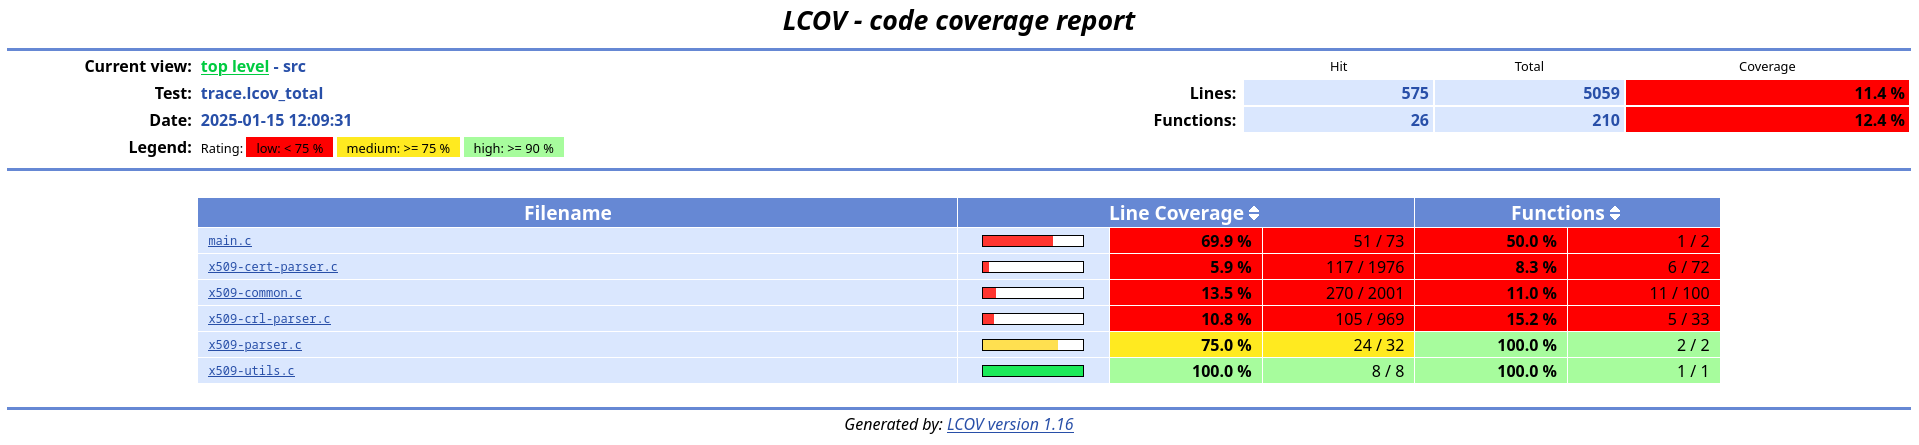 LCOV - code coverage report
Current view: top level - src
Hit Total Coverage
Test: trace.lcov_total
Lines: 575 5059 11.4 %
Date: 2025-01-15 12:09:31
Functions: 26 210 12.4 %
Legend: Rating: low: < 75 % medium: >= 75 % high: >= 90 %
Filename Line Coverage Functions
main.c 69.9 % 51 / 73 50.0 % 1 / 2
x509-cert-parser.c 5.9 % 117 / 1976 8.3 % 6 / 72
x509-common.c 13.5 % 270 / 2001 11.0 % 11 / 100
x509-crl-parser.c 10.8 % 105 / 969 15.2 % 5 / 33
x509-parser.c 75.0 % 24 / 32 100.0 % 2 / 2
x509-utils.c 100.0 % 8 / 8 100.0 % 1 / 1
Generated by: LCOV version 1.16